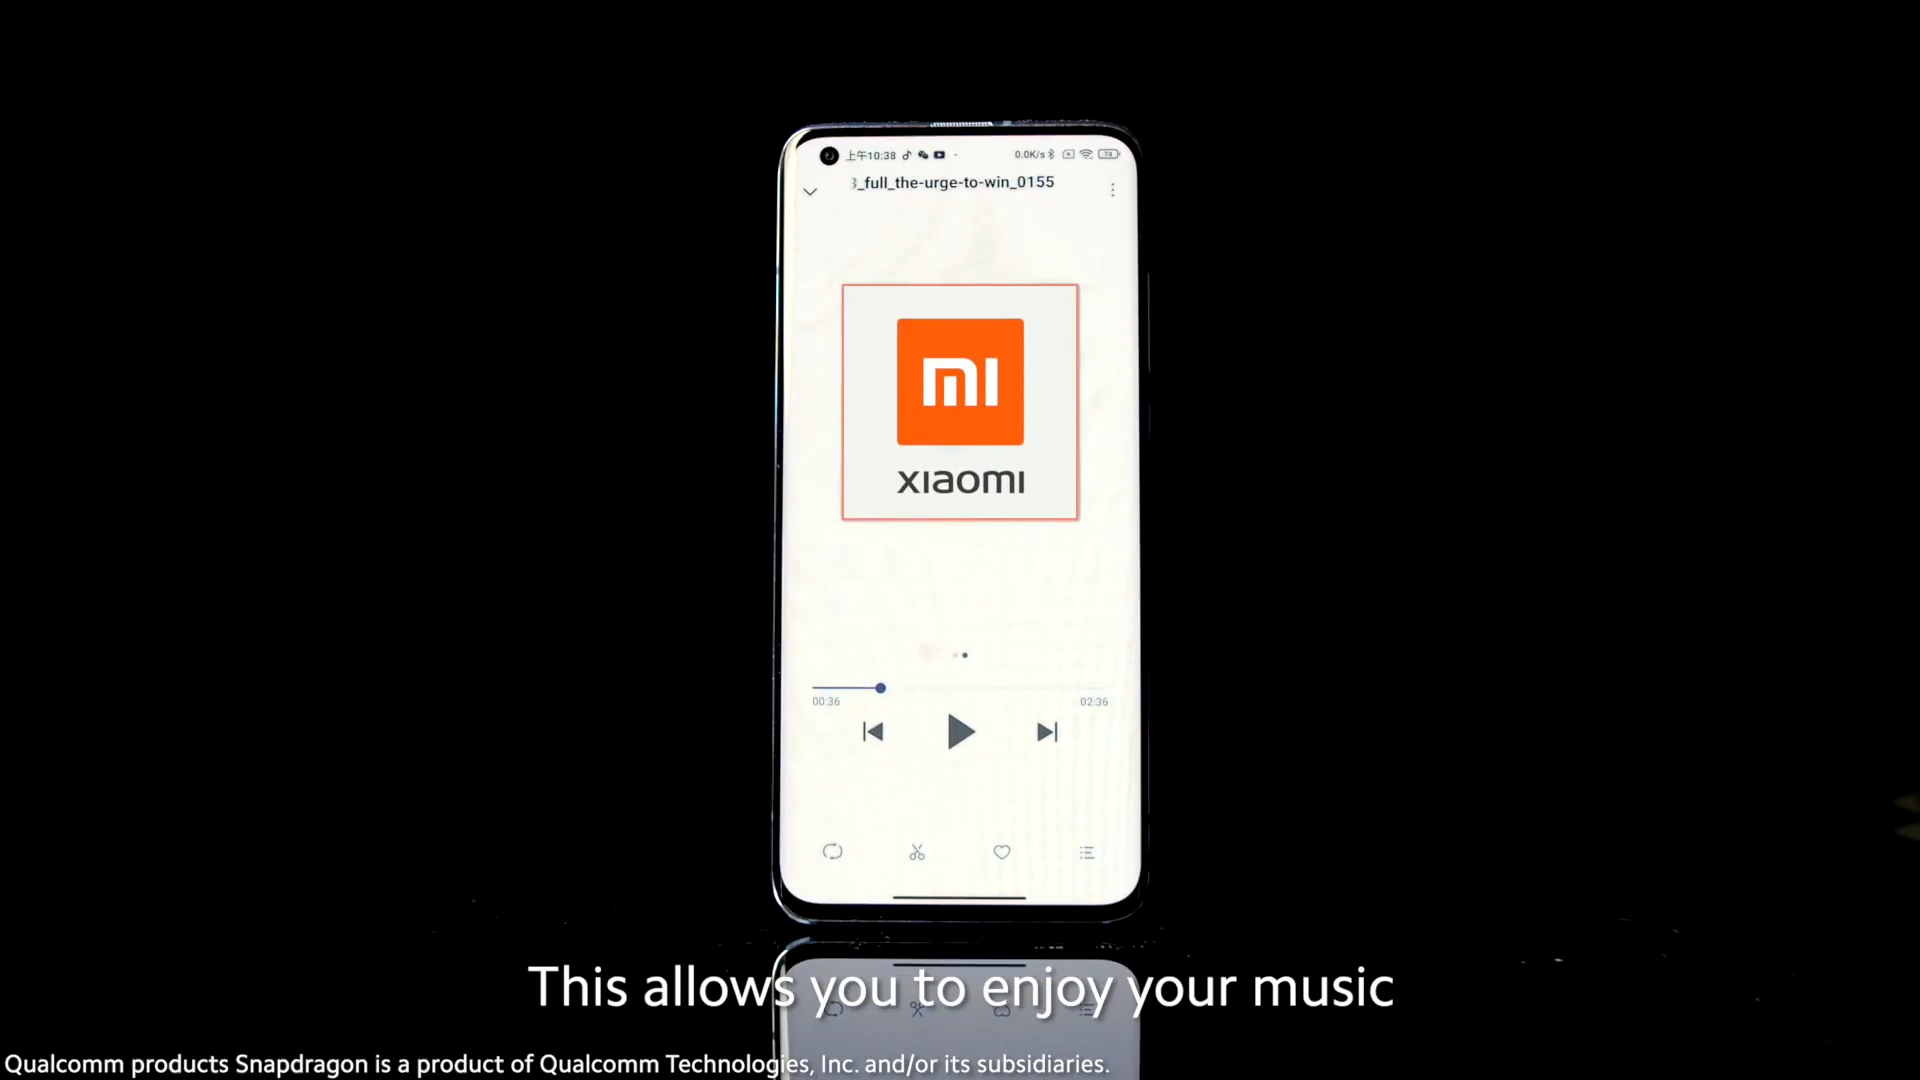 上午10:38
0.0K/s
74
3_full_the-urge-to-win_0155
mi
xiaomi
00:36
02:36
This allows you to enjoy your music
Qualcomm products Snapdragon is a product of Qualcomm Technologies, Inc. and/or its subsidiaries.